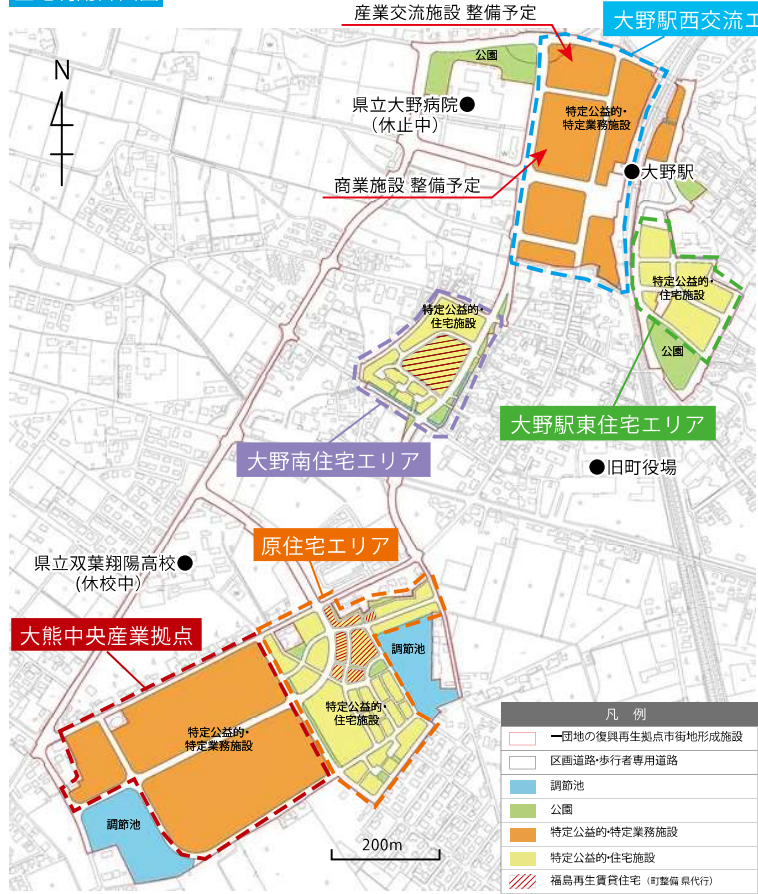 産業交流施設 整備予定
大野駅西交流エ
N
公園
県立大野病院●
(休止中)
特定公益的・
特定業務施設
商業施設 整備予定
●大野駅
特定公益的・
住宅施設
特定公益的・
住宅施設
公園
大野駅東住宅エリア
大野南住宅エリア
●旧町役場
原住宅エリア
県立双葉翔陽高校●
(休校中)
大熊中央産業拠点
調節池
特定公益的・
住宅施設
特定公益的・
特定業務施設
調節池
200m
凡 例
一団地の復興再生拠点市街地形成施設
区画道路・歩行者専用道路
調節池
公園
特定公益的・特定業務施設
特定公益的・住宅施設
福島再生賃貸住宅（町整備 県代行）